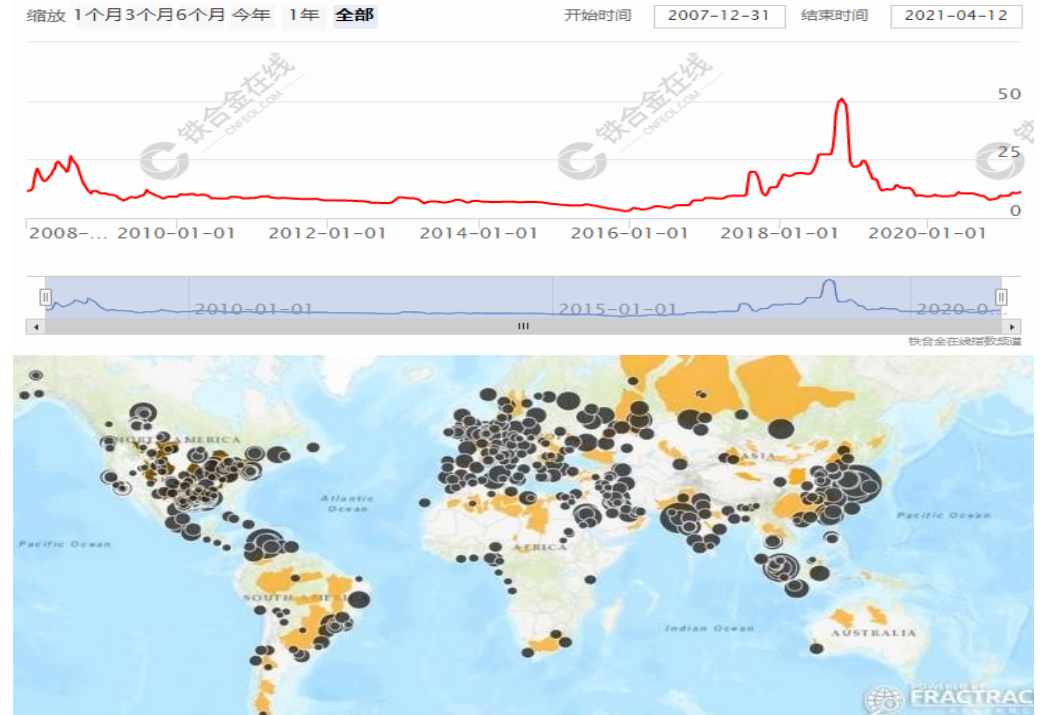 缩放 1个月 3个月 6个月 今年 1年 全部 开始时间 2007-12-31 结束时间 2021-04-12
铁合金在线
CNFEOL.COM
铁合金在线
CNFEOL.COM
铁
50
25
0
2008-... 2010-01-01 2012-01-01 2014-01-01 2016-01-01 2018-01-01 2020-01-01
2010-01-01 2015-01-01 2020-0...
铁合金在线指数频道
NORTH AMERICA
ASIA
Atlantic
Ocean
Pacific Ocean
Pacific Ocean
AFRICA
SOUTH AME
Indian Ocean
AUSTRALIA
POWERED BY
FRACTRAC